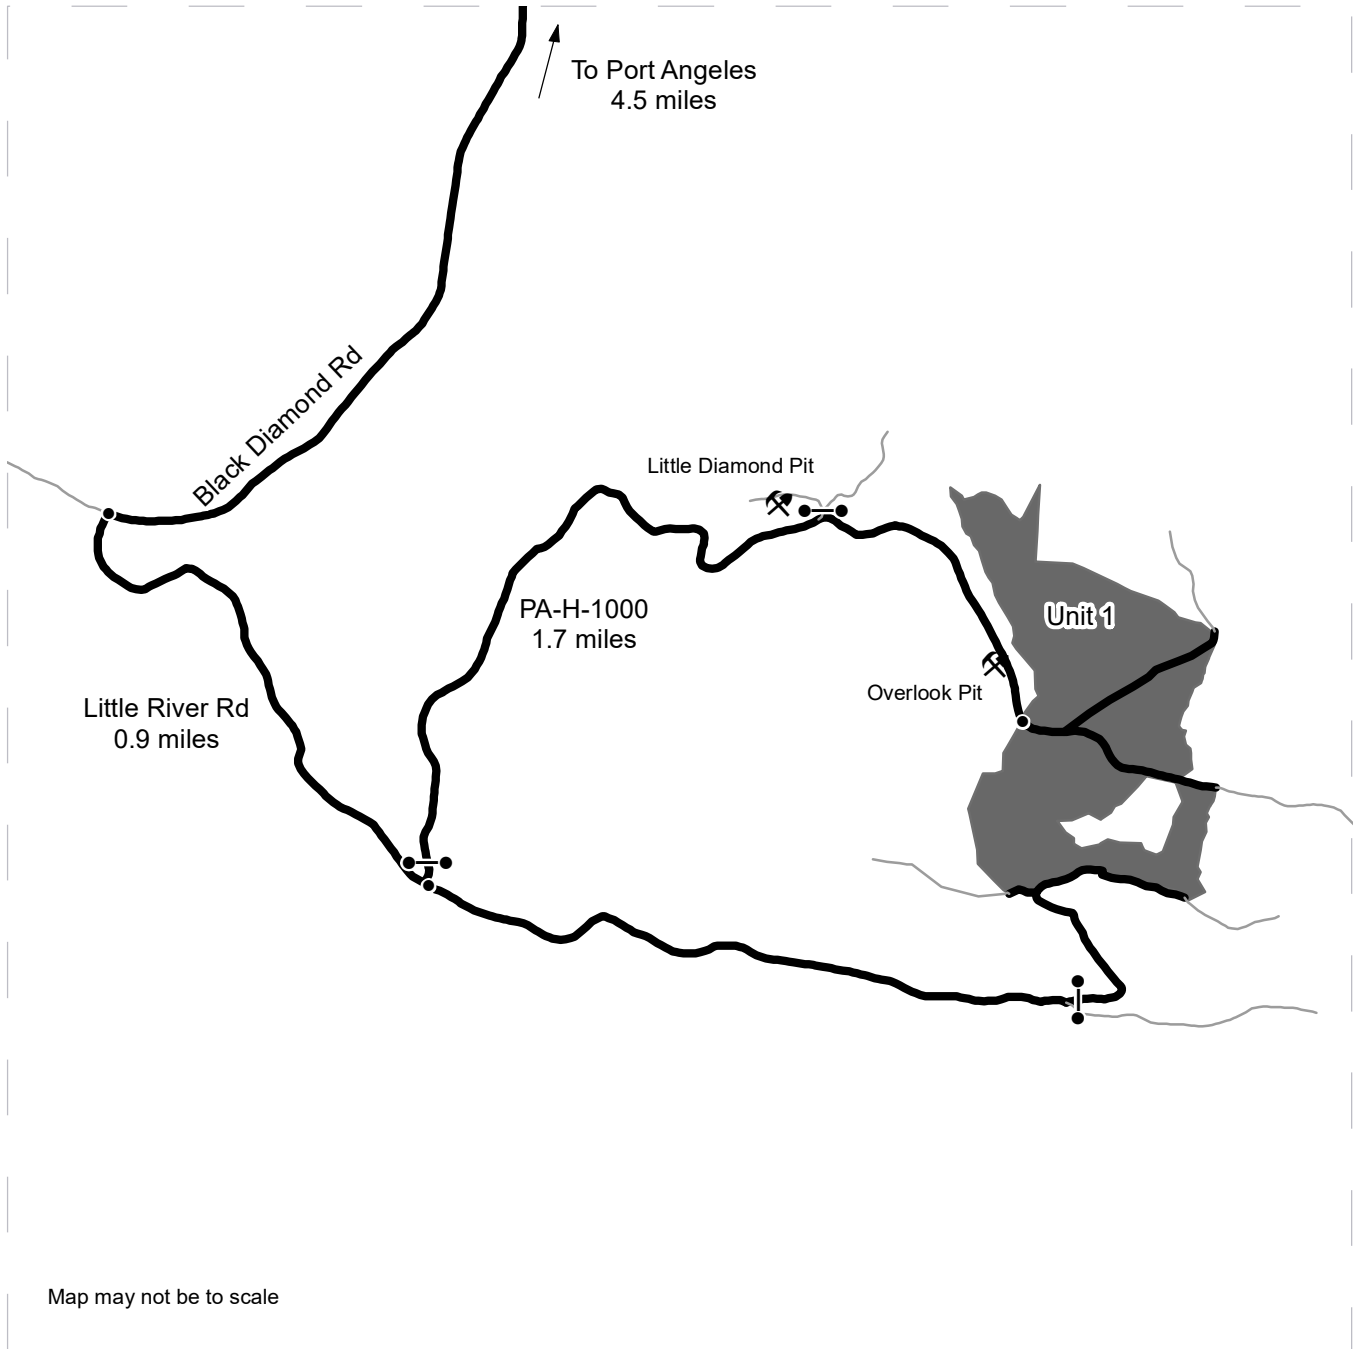 To Port Angeles
4.5 miles
Black Diamond Rd
Little Diamond Pit
PA-H-1000
1.7 miles
Unit 1
Overlook Pit
Little River Rd
0.9 miles
Map may not be to scale